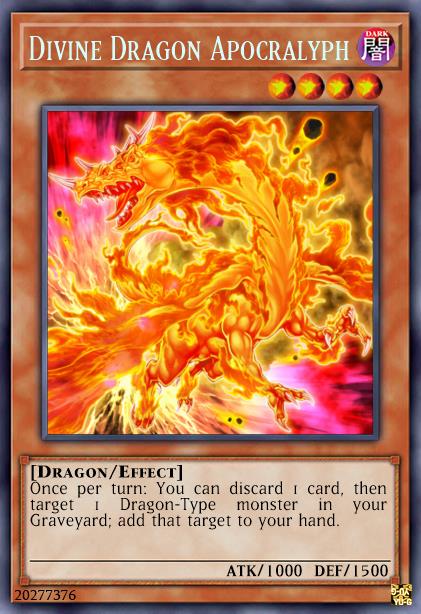 DIVINE DRAGON APOCRALYPH
DARK
闇
[DRAGON/EFFECT]
Once per turn: You can discard 1 card, then
target 1 Dragon-Type monster in your
Graveyard; add that target to your hand.
ATK/1000 DEF/1500
20277376